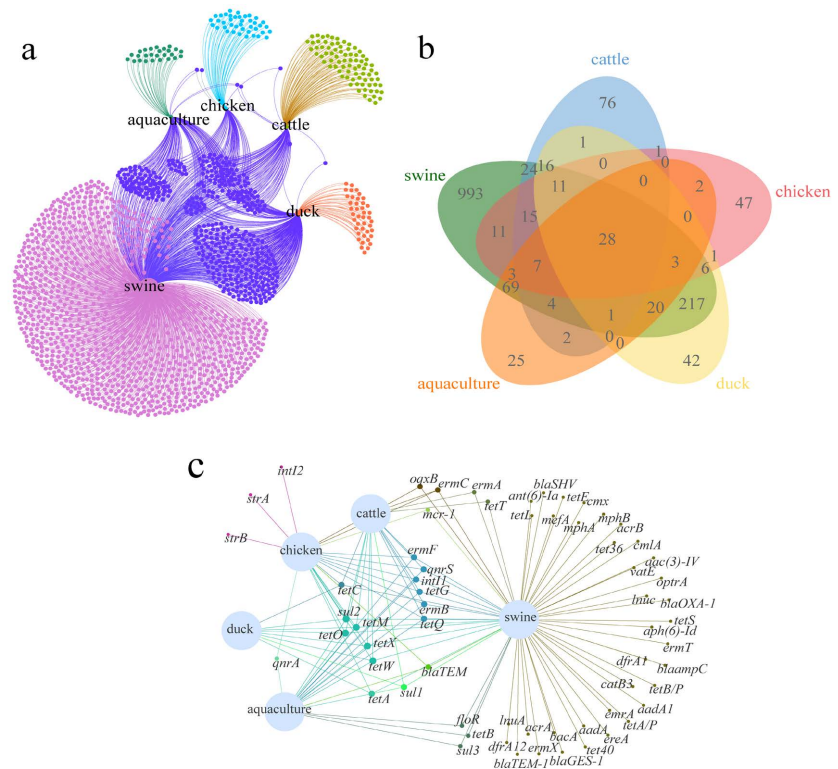 a
aquaculture
chicken
cattle
duck
swine
b
cattle
76
1
1
0
0
24
16
swine
993
11
0
2
47
chicken
15
0
11
28
1
7
3
6
3
69
4
1
20
217
2
0
0
25
42
aquaculture
duck
c
intI2
oqxB
ermC
ermA
blaSHV
ant(6)-Ia
tetE
cmx
strA
cattle
tetT
mcr-1
tetL
mefA
mphA
mphB
acrB
strB
chicken
ermF
tet36
cmlA
qnrS
aac(3)-IV
vatE
intI1
optrA
tetC
tetG
lnuc
blaOXA-1
sul2
ermB
swine
tetS
duck
tetM
tetQ
aph(6)-Id
tetO
tetX
ermT
qnrA
tetW
blaTEM
dfrA1
blaampC
catB3
tetB/P
tetA
sul1
aadA1
aquaculture
emrA
floR
lnuA
acrA
aadA
tetA/P
tetB
bacA
ereA
sul3
dfrA12
ermX
tet40
blaTEM-1
blaGES-1